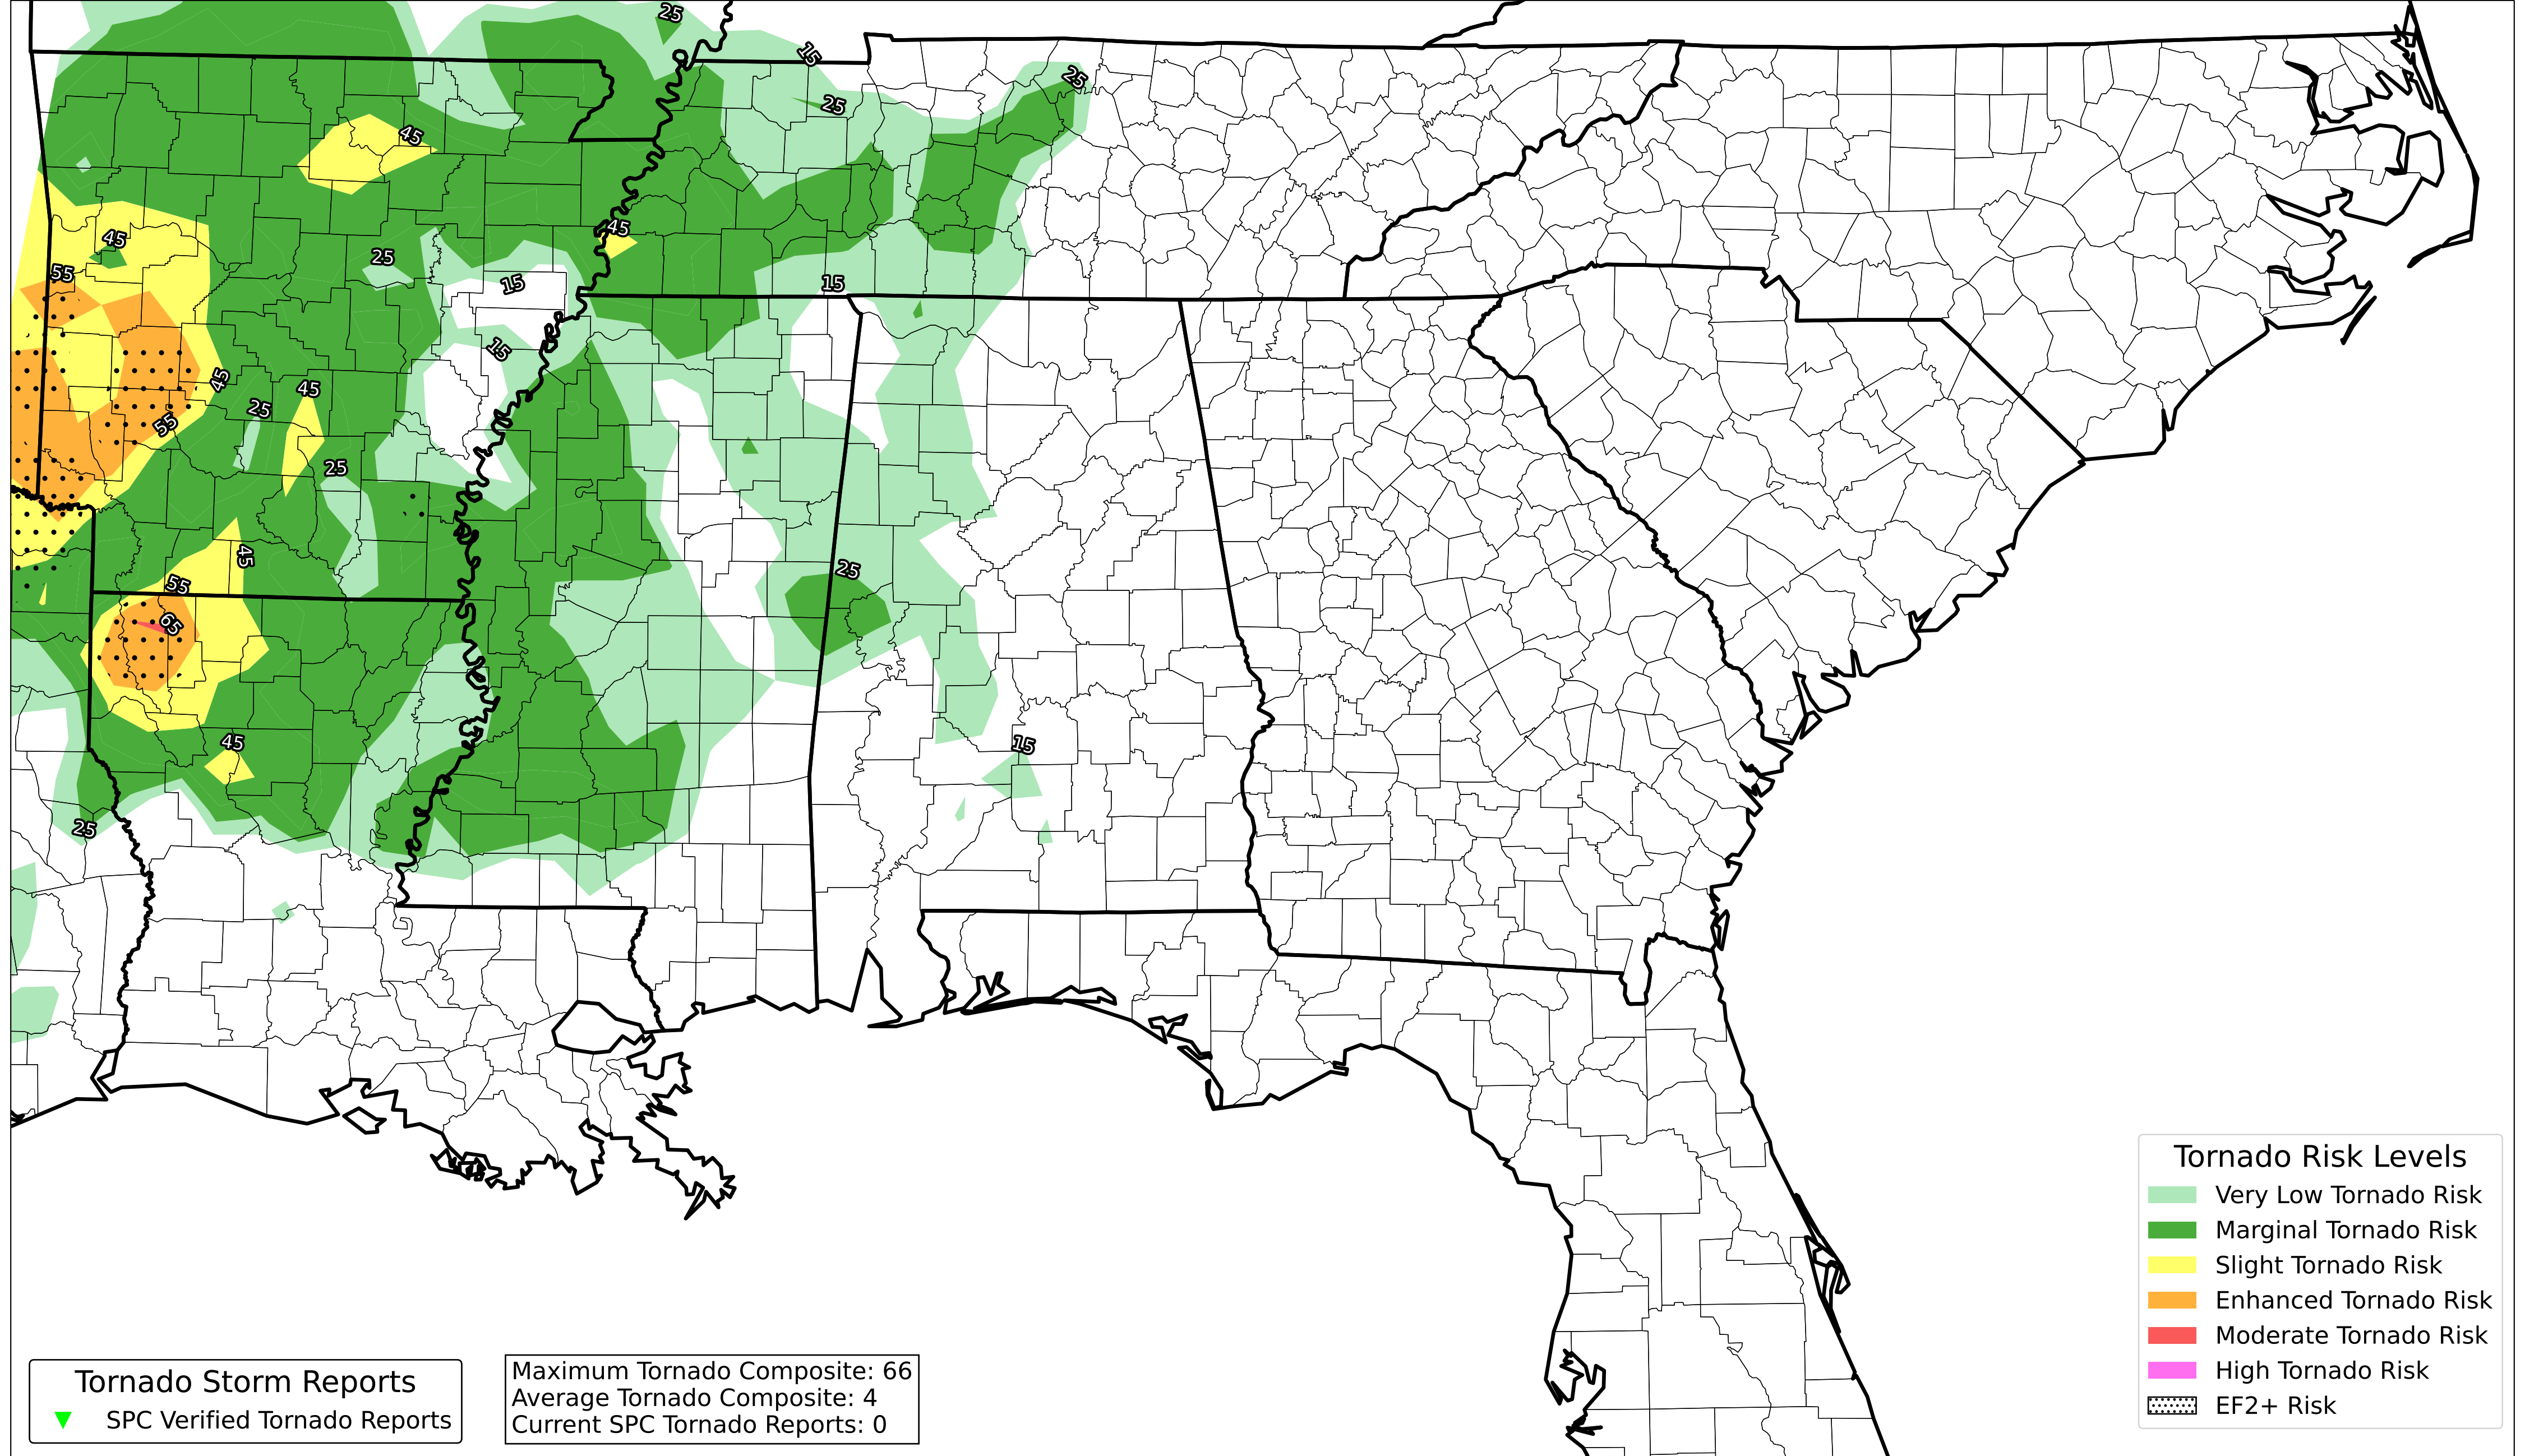 25
15
25
25
45
45
45
25
55
15
15
15
45
45
25
55
25
45
25
55
65
45
15
25
Tornado Risk Levels
Very Low Tornado Risk
Marginal Tornado Risk
Slight Tornado Risk
Enhanced Tornado Risk
Moderate Tornado Risk
High Tornado Risk
EF2+ Risk
Tornado Storm Reports
SPC Verified Tornado Reports
Maximum Tornado Composite: 66
Average Tornado Composite: 4
Current SPC Tornado Reports: 0